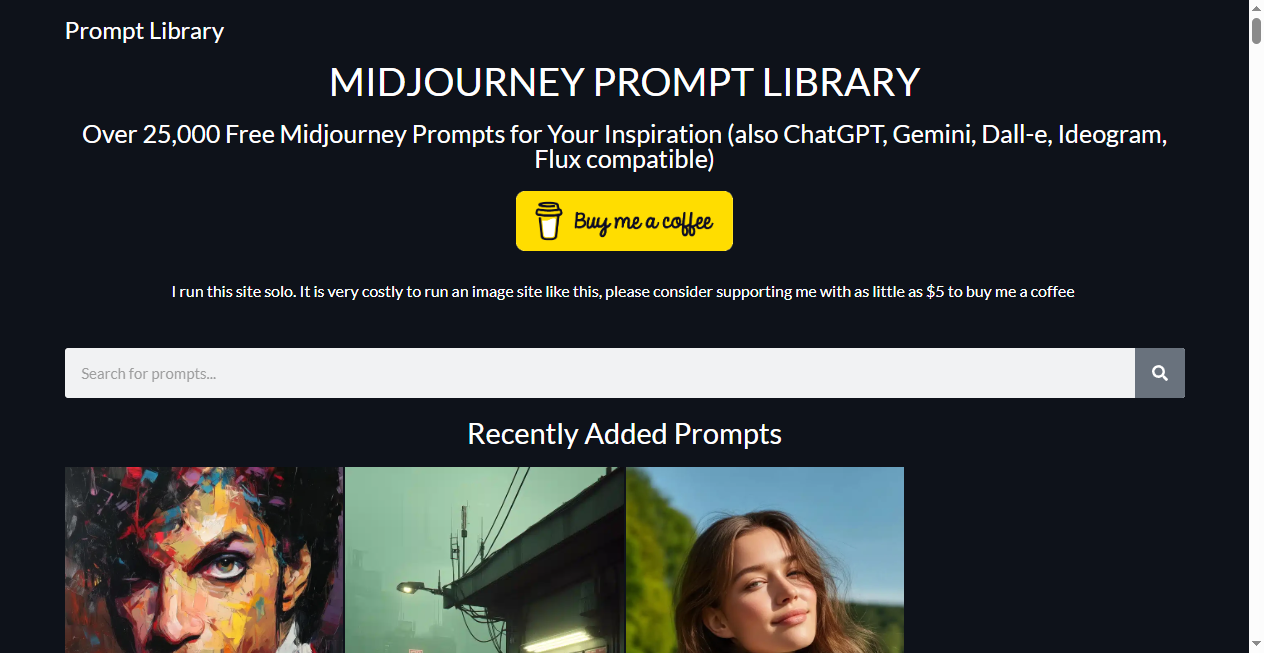 Prompt Library
MIDJOURNEY PROMPT LIBRARY
Over 25,000 Free Midjourney Prompts for Your Inspiration (also ChatGPT, Gemini, Dall-e, Ideogram,
Flux compatible)
Buy me a coffee
I run this site solo. It is very costly to run an image site like this, please consider supporting me with as little as $5 to buy me a coffee
Search for prompts...
Recently Added Prompts